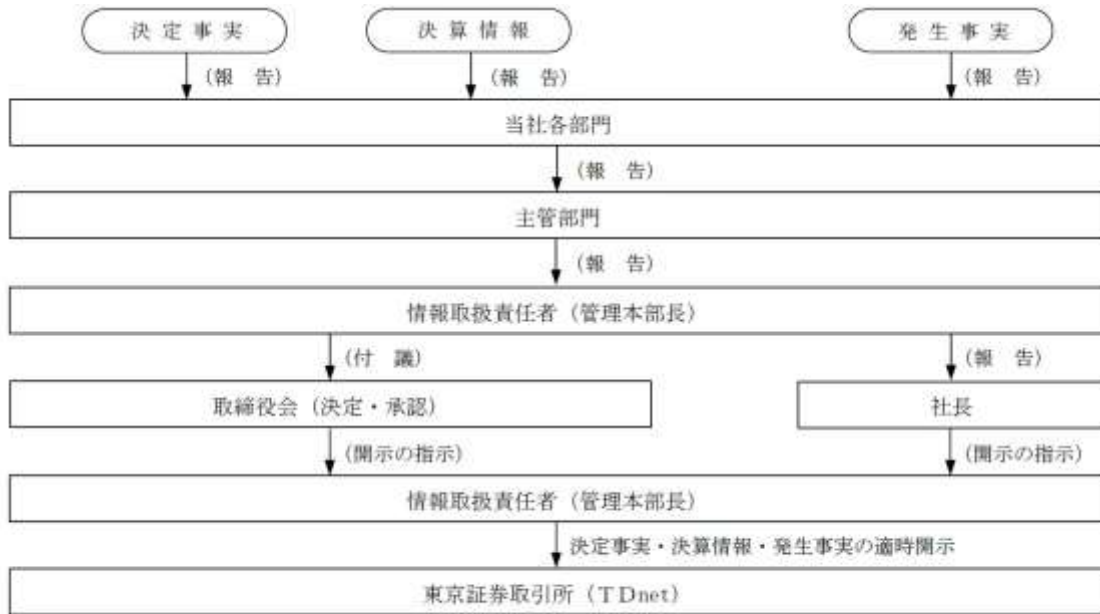 決定事実 決算情報 発生事実
(報　告) (報　告) (報　告)
当社各部門
(報　告)
主管部門
(報　告)
情報取扱責任者（管理本部長）
(付　議) (報　告)
取締役会（決定・承認） 社長
(開示の指示) (開示の指示)
情報取扱責任者（管理本部長）
決定事実・決算情報・発生事実の適時開示
東京証券取引所（ＴＤnet）